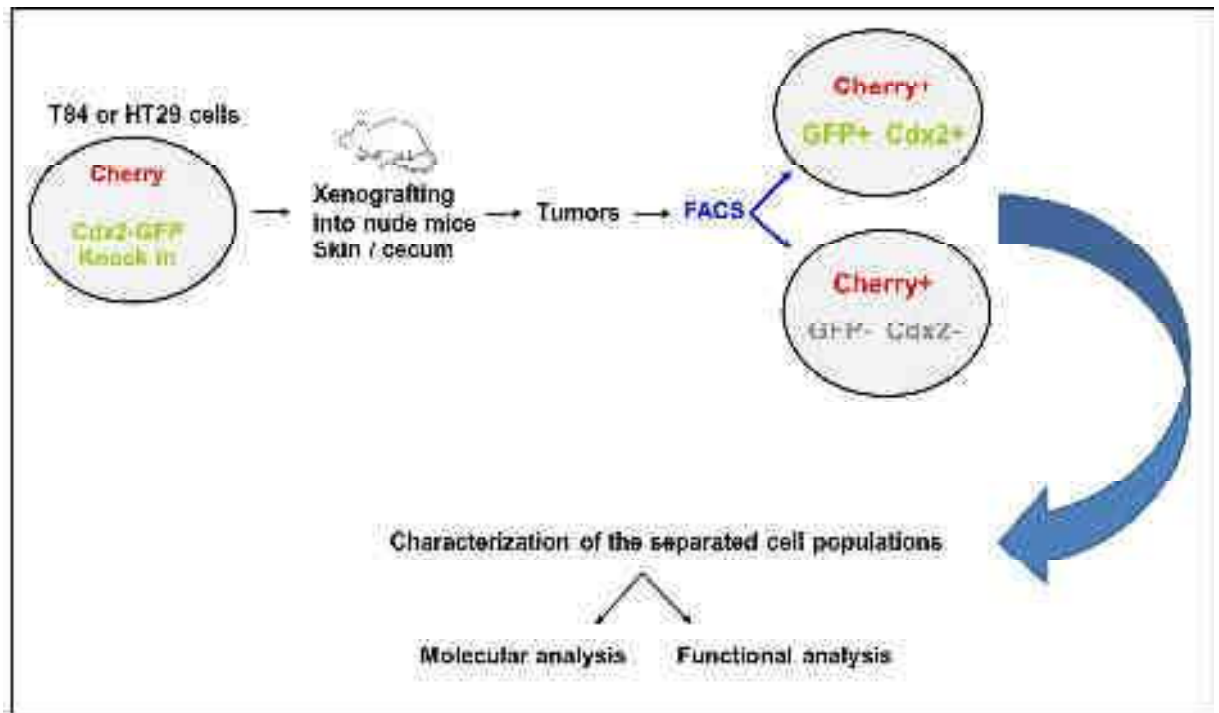 T84 or HT29 cells
Cherry
Cdx2-GFP
Knock in
Xenografting
into nude mice
Skin / cecum
Tumors
FACS
Cherry+
GFP+ Cdx2+
Cherry+
GFP- Cdx2-
Characterization of the separated cell populations
Molecular analysis
Functional analysis